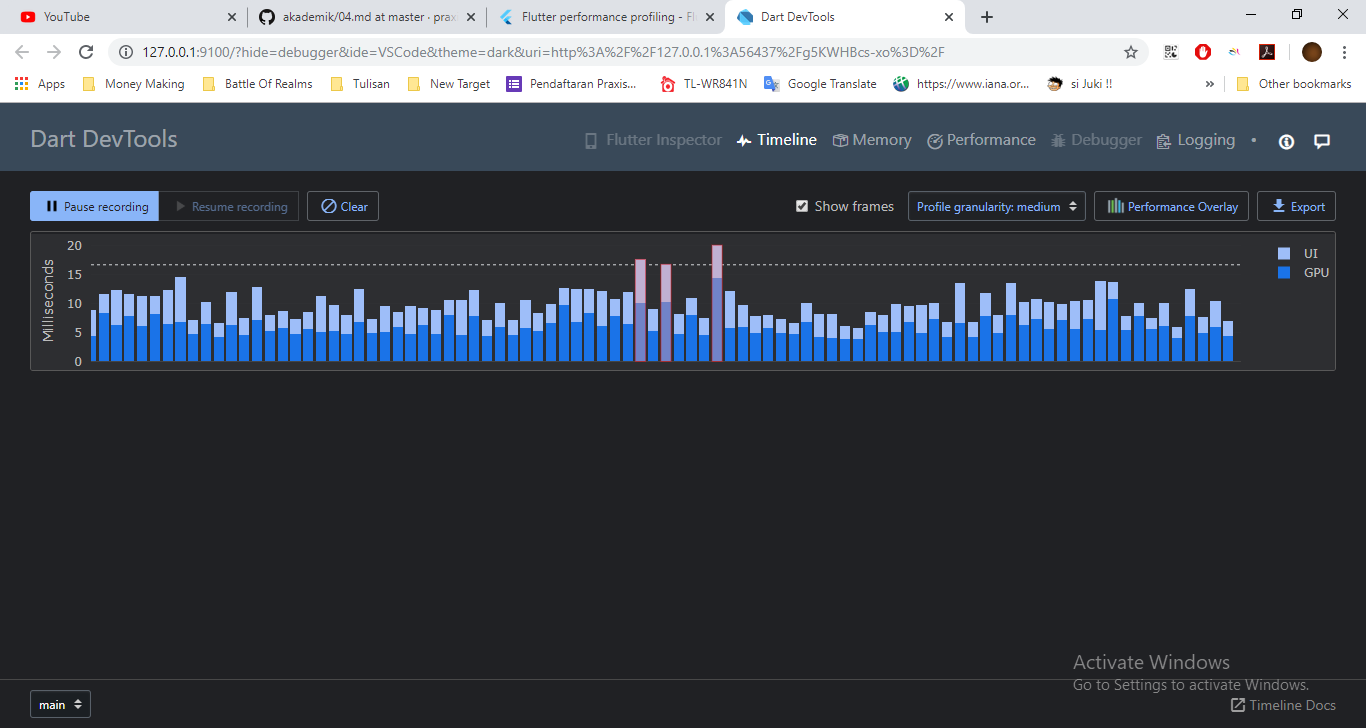 YouTube
akademik/04.md at master · prax
Flutter performance profiling - Fl
Dart DevTools
127.0.0.1:9100/?hide=debugger&ide=VSCode&theme=dark&uri=http%3A%2F%2F127.0.0.1%3A56437%2Fg5KWHBcs-xo%3D%2F
Apps Money Making Battle Of Realms Tulisan New Target Pendaftaran Praxis... TL-WR841N Google Translate https://www.iana.or... si Juki !! » Other bookmarks
Dart DevTools Flutter Inspector Timeline Memory Performance Debugger Logging
Pause recording Resume recording Clear Show frames Profile granularity: medium Performance Overlay Export
Milliseconds
20
15
10
5
0
UI
GPU
Activate Windows
Go to Settings to activate Windows.
main Timeline Docs